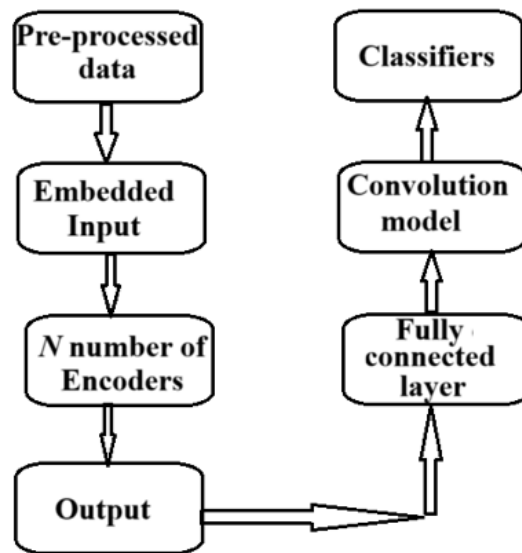 Pre-processed
data
Embedded
Input
N number of
Encoders
Output
Fully
connected
layer
Convolution
model
Classifiers